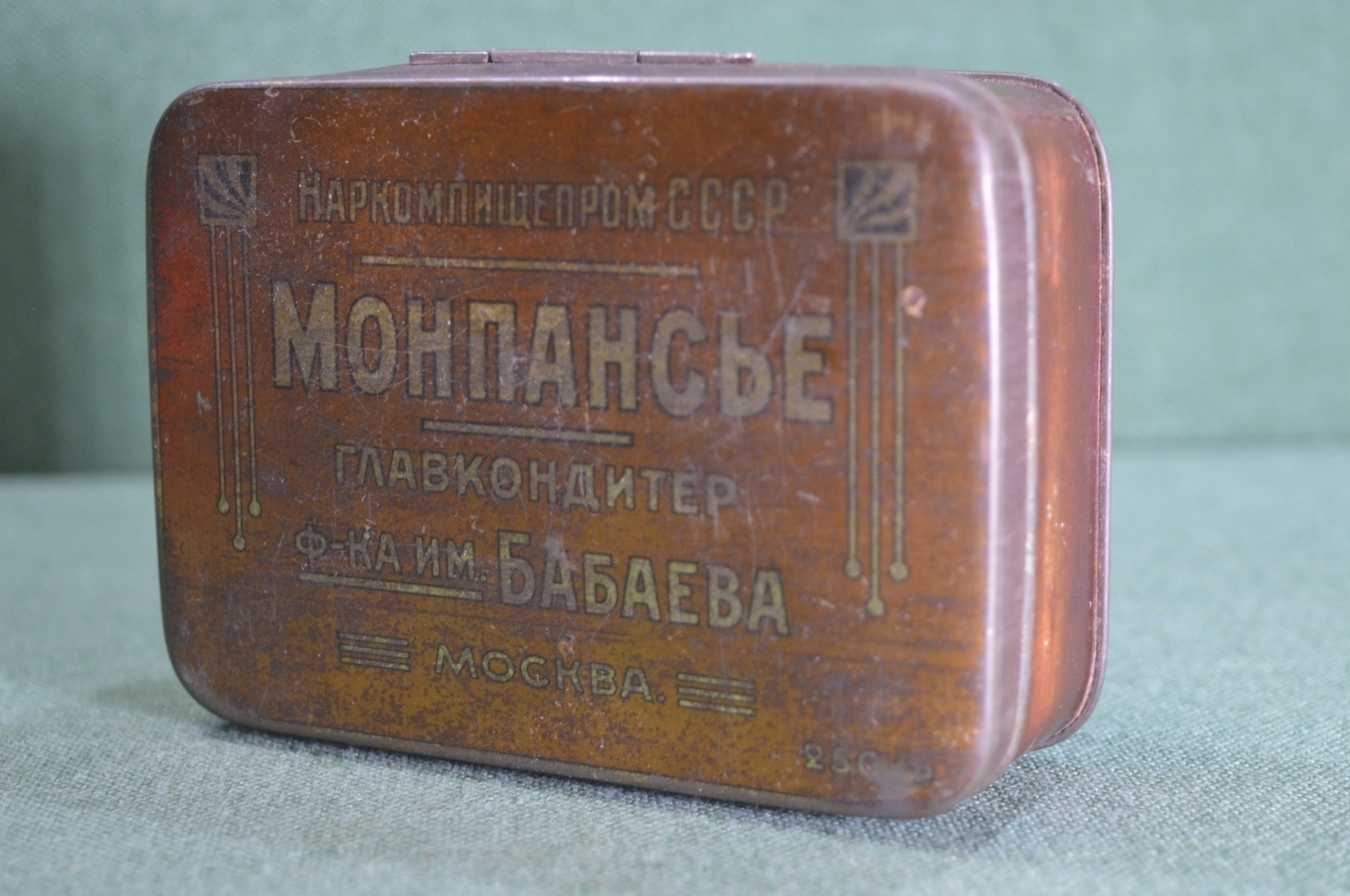 Наркомпищепром СССР
Монпансье
Главкондитер
Ф-ка им. Бабаева
Москва.